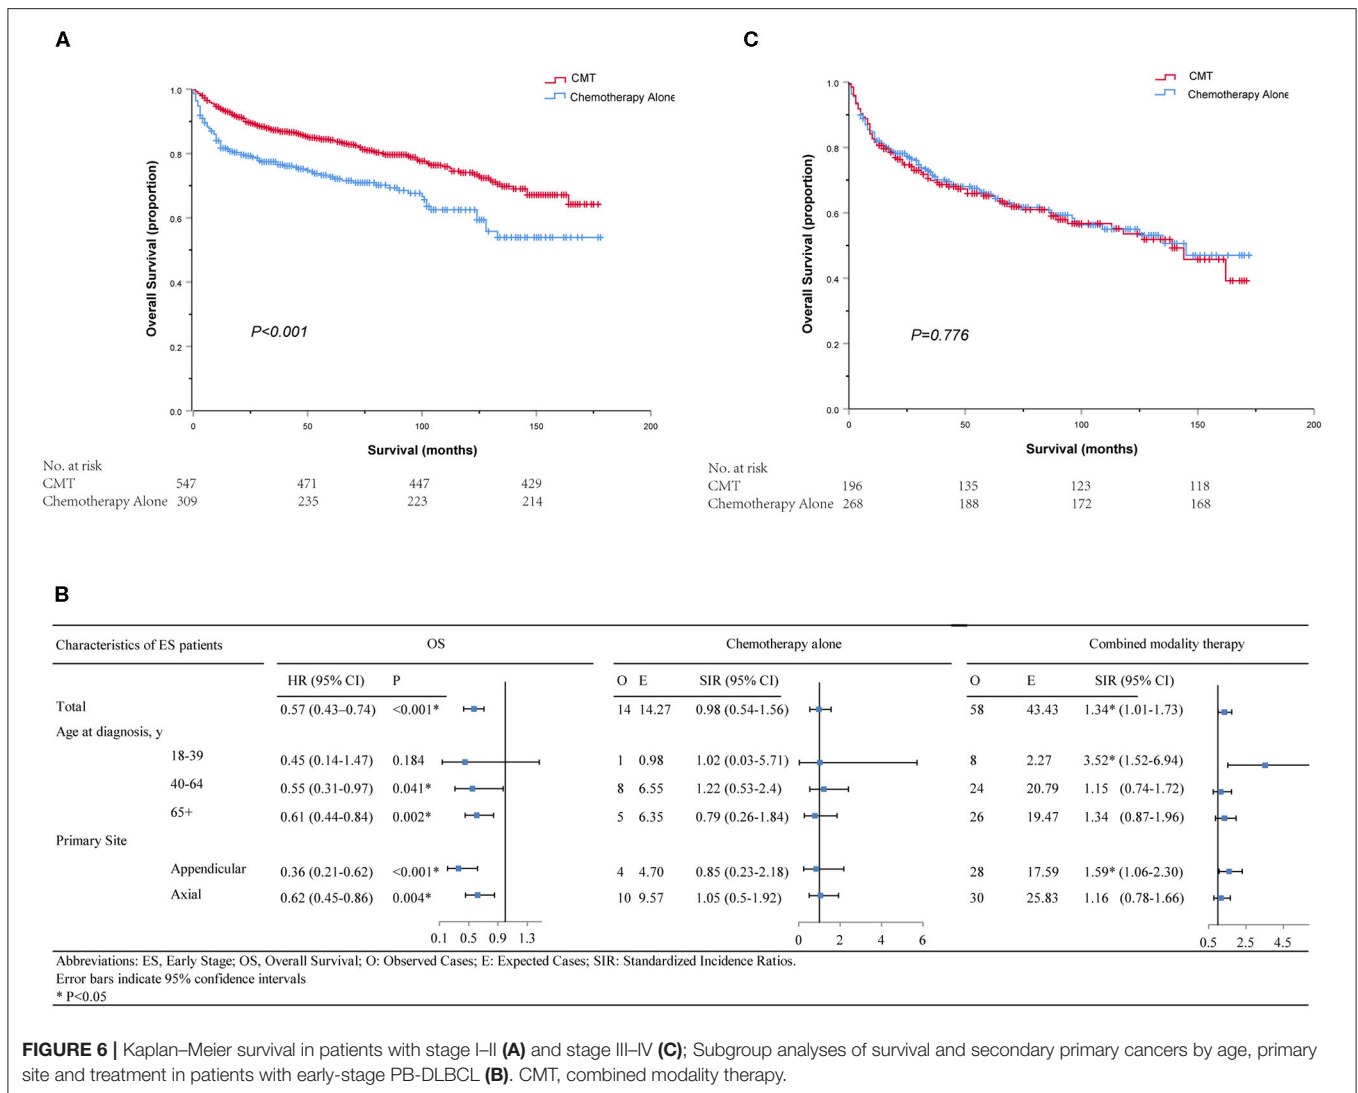 A
CMT
Chemotherapy Alone
1.0
0.8
0.6
0.4
0.2
0.0
Overall Survival (proportion)
P<0.001
0 50 100 150 200
Survival (months)
No. at risk
CMT 547 471 447 429
Chemotherapy Alone 309 235 223 214
C
CMT
Chemotherapy Alone
1.0
0.8
0.6
0.4
0.2
0.0
Overall Survival (proportion)
P=0.776
0 50 100 150 200
Survival (months)
No. at risk
CMT 196 135 123 118
Chemotherapy Alone 268 188 172 168
B
Characteristics of ES patients OS Chemotherapy alone Combined modality therapy
HR (95% CI) P O E SIR (95% CI) O E SIR (95% CI)
Total 0.57 (0.43–0.74) <0.001* 14 14.27 0.98 (0.54-1.56) 58 43.43 1.34* (1.01-1.73)
Age at diagnosis, y
18-39 0.45 (0.14-1.47) 0.184 1 0.98 1.02 (0.03-5.71) 8 2.27 3.52* (1.52-6.94)
40-64 0.55 (0.31-0.97) 0.041* 8 6.55 1.22 (0.53-2.4) 24 20.79 1.15 (0.74-1.72)
65+ 0.61 (0.44-0.84) 0.002* 5 6.35 0.79 (0.26-1.84) 26 19.47 1.34 (0.87-1.96)
Primary Site
Appendicular 0.36 (0.21-0.62) <0.001* 4 4.70 0.85 (0.23-2.18) 28 17.59 1.59* (1.06-2.30)
Axial 0.62 (0.45-0.86) 0.004* 10 9.57 1.05 (0.5-1.92) 30 25.83 1.16 (0.78-1.66)
0.1 0.5 0.9 1.3 0 2 4 6 0.5 2.5 4.5
Abbreviations: ES, Early Stage; OS, Overall Survival; O: Observed Cases; E: Expected Cases; SIR: Standardized Incidence Ratios.
Error bars indicate 95% confidence intervals
* P<0.05
FIGURE 6 | Kaplan–Meier survival in patients with stage I–II (A) and stage III–IV (C); Subgroup analyses of survival and secondary primary cancers by age, primary
site and treatment in patients with early-stage PB-DLBCL (B). CMT, combined modality therapy.